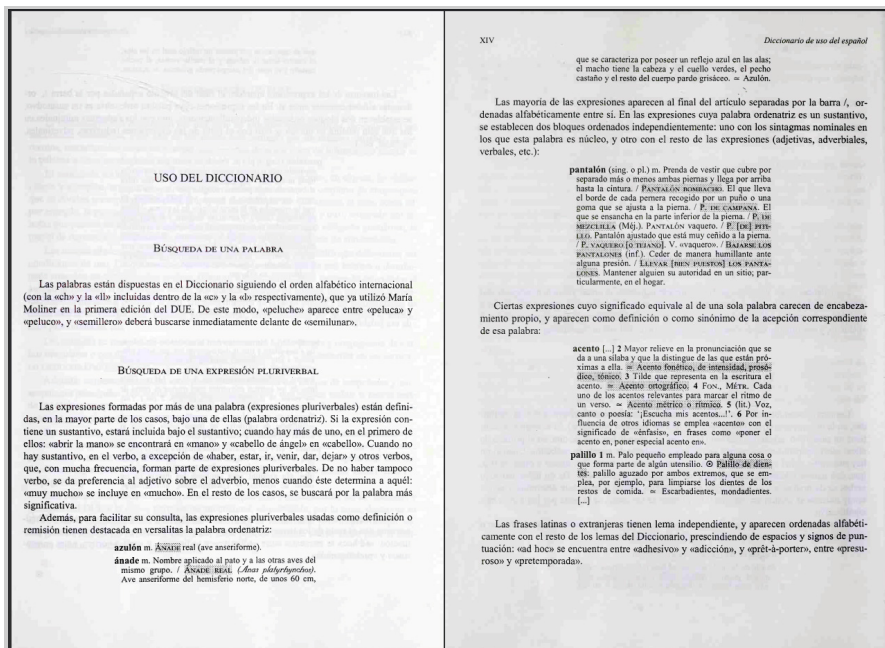 USO DEL DICCIONARIO
BÚSQUEDA DE UNA PALABRA
Las palabras están dispuestas en el Diccionario siguiendo el orden alfabético internacional
(con la «ch» y la «ll» incluidas dentro de la «c» y la «l» respectivamente), que ya utilizó María
Moliner en la primera edición del DUE. De este modo, «peluche» aparece entre «peluca» y
«peluco», y «semillero» deberá buscarse inmediatamente delante de «semilunar».
BÚSQUEDA DE UNA EXPRESIÓN PLURIVERBAL
Las expresiones formadas por más de una palabra (expresiones pluriverbales) están defini-
das, en la mayor parte de los casos, bajo una de ellas (palabra ordenatriz). Si la expresión con-
tiene un sustantivo, estará incluida bajo el sustantivo; cuando hay más de uno, en el primero de
ellos: «abrir la mano» se encontrará en «mano» y «cabello de ángel» en «cabello». Cuando no
hay sustantivo, en el verbo, a excepción de «haber, estar, ir, venir, dar, dejar» y otros verbos,
que, con mucha frecuencia, forman parte de expresiones pluriverbales. De no haber tampoco
verbo, se da preferencia al adjetivo sobre el adverbio, menos cuando éste determina a aquél:
«muy mucho» se incluye en «mucho». En el resto de los casos, se buscará por la palabra más
significativa.
Además, para facilitar su consulta, las expresiones pluriverbales usadas como definición o
remisión tienen destacada en versalitas la palabra ordenatriz:
azulón m. ÁNADE real (ave anseriforme).
ánade m. Nombre aplicado al pato y a las otras aves del
mismo grupo. / ÁNADE REAL (Anas platyrhynchos).
Ave anseriforme del hemisferio norte, de unos 60 cm,
XIV
Diccionario de uso del español
que se caracteriza por poseer un reflejo azul en las alas;
el macho tiene la cabeza y el cuello verdes, el pecho
castaño y el resto del cuerpo pardo grisáceo. ≃ Azulón.
Las mayoría de las expresiones aparecen al final del artículo separadas por la barra /, or-
denadas alfabéticamente entre sí. En las expresiones cuya palabra ordenatriz es un sustantivo,
se establecen dos bloques ordenados independientemente: uno con los sintagmas nominales en
los que esta palabra es núcleo, y otro con el resto de las expresiones (adjetivas, adverbiales,
verbales, etc.):
pantalón (sing. o pl.) m. Prenda de vestir que cubre por
separado más o menos ambas piernas y llega por arriba
hasta la cintura. / PANTALÓN BOMBACHO. El que lleva
el borde de cada pernera recogido por un puño o una
goma que se ajusta a la pierna. / P. DE CAMPANA. El
que se ensancha en la parte inferior de la pierna. / P. DE
MEZCLILLA (Méj.). PANTALÓN vaquero. / P. [DE] PITI-
LLO. Pantalón ajustado que está muy ceñido a la pierna.
/ P. VAQUERO [O TEJANO]. V. «vaquero». / BAJARSE LOS
PANTALONES (inf.). Ceder de manera humillante ante
alguna presión. / LLEVAR [BIEN PUESTOS] LOS PANTA-
LONES. Mantener alguien su autoridad en un sitio; par-
ticularmente, en el hogar.
Ciertas expresiones cuyo significado equivale al de una sola palabra carecen de encabeza-
miento propio, y aparecen como definición o como sinónimo de la acepción correspondiente
de esa palabra:
acento [...] 2 Mayor relieve en la pronunciación que se
da a una sílaba y que la distingue de las que están pró-
ximas a ella. ≃ Acento fonético, de intensidad, prosó-
dico, tónico. 3 Tilde que representa en la escritura el
acento. ≃ Acento ortográfico. 4 FON., MÉTR. Cada
uno de los acentos relevantes para marcar el ritmo de
un verso. ≃ Acento métrico o rítmico. 5 (lit.) Voz,
canto o poesía: '¡Escucha mis acentos...!'. 6 Por in-
fluencia de otros idiomas se emplea «acento» con el
significado de «énfasis», en frases como «poner el
acento en, poner especial acento en».
palillo 1 m. Palo pequeño empleado para alguna cosa o
que forma parte de algún utensilio. ⊙ Palillo de dien-
tes: palillo aguzado por ambos extremos, que se em-
plea, por ejemplo, para limpiarse los dientes de los
restos de comida. ≃ Escarbadientes, mondadientes.
[...]
Las frases latinas o extranjeras tienen lema independiente, y aparecen ordenadas alfabéti-
camente con el resto de los lemas del Diccionario, prescindiendo de espacios y signos de pun-
tuación: «ad hoc» se encuentra entre «adhesivo» y «adicción», y «prêt-à-porter», entre «presu-
roso» y «pretemporada».